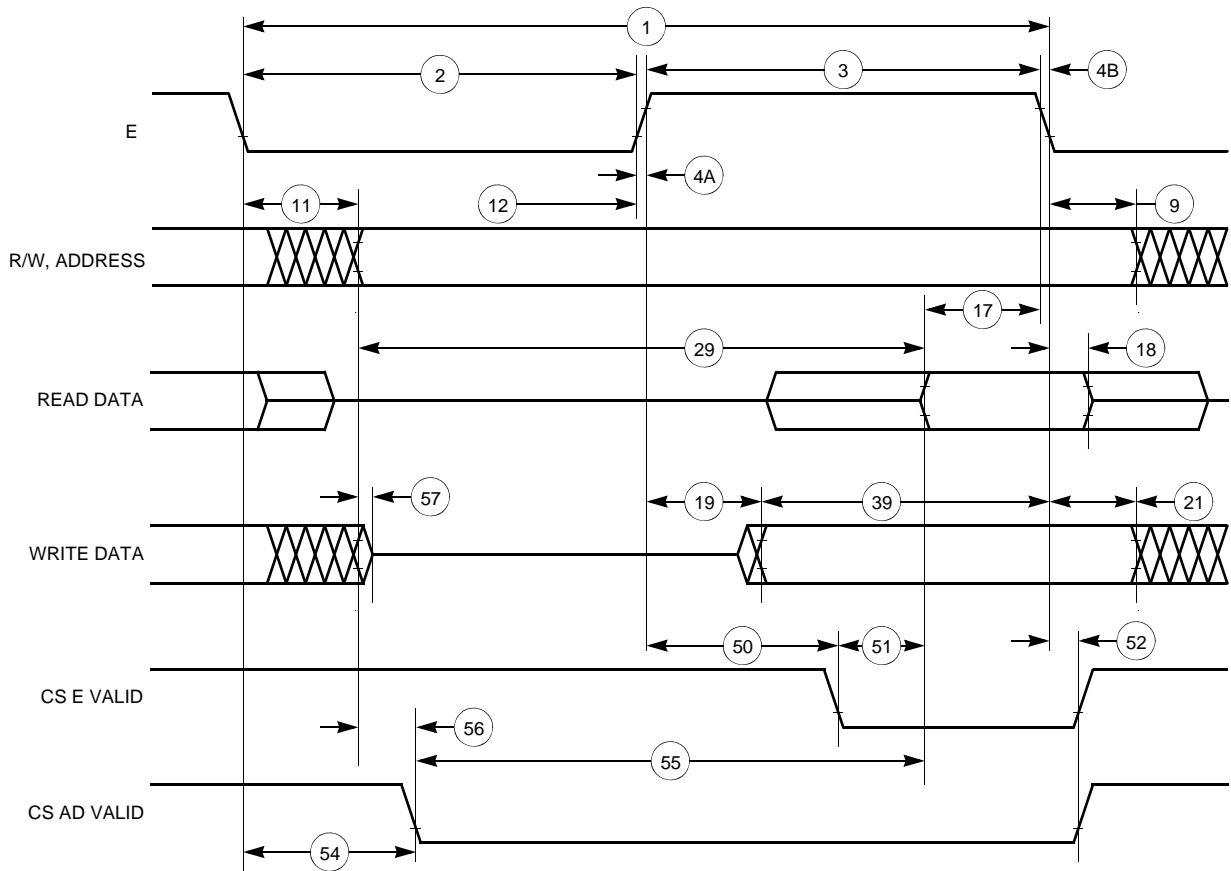 1
2
3
4B
E
4A
11
12
9
R/W, ADDRESS
17
29
18
READ DATA
57
19
39
21
WRITE DATA
50
51
52
CS E VALID
56
55
CS AD VALID
54